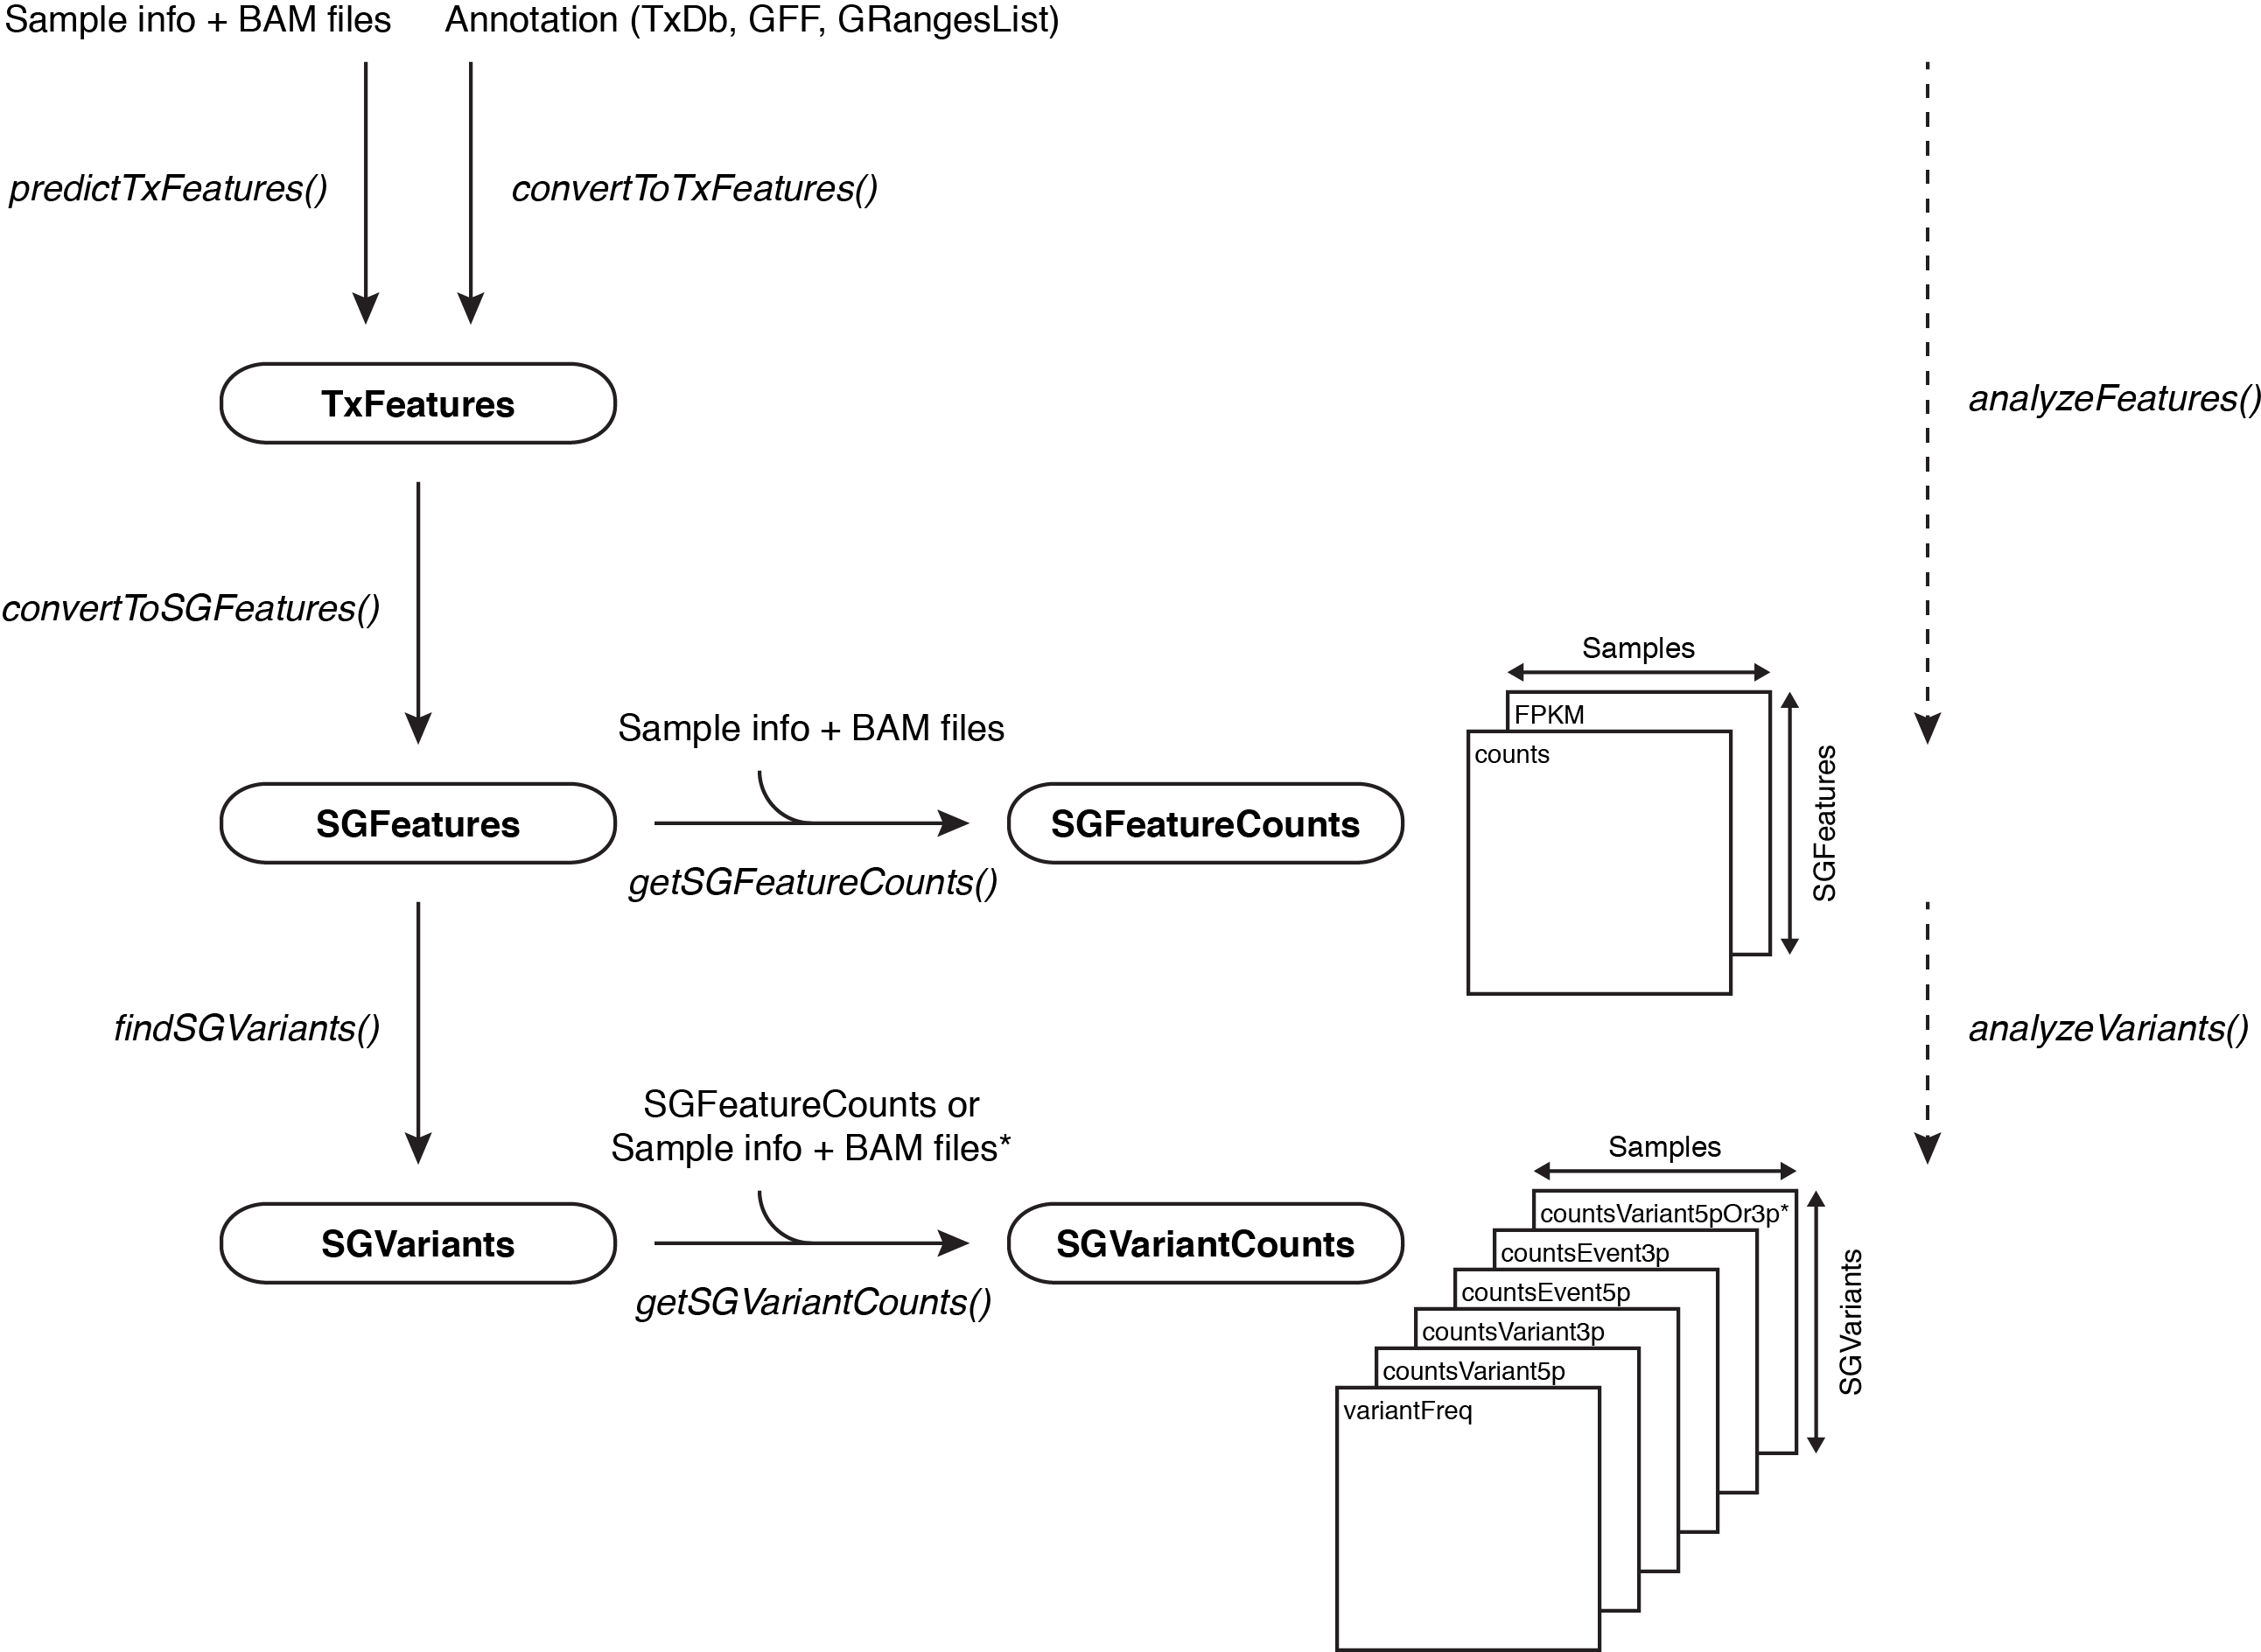 Sample info + BAM files
Annotation (TxDb, GFF, GRangesList)
predictTxFeatures()
convertToTxFeatures()
TxFeatures
analyzeFeatures()
convertToSGFeatures()
Samples
Sample info + BAM files
FPKM
counts
SGFeatures
SGFeatures
SGFeatureCounts
getSGFeatureCounts()
findSGVariants()
analyzeVariants()
SGFeatureCounts or
Sample info + BAM files*
Samples
countsVariant5pOr3p*
countsEvent3p
countsEvent5p
countsVariant3p
countsVariant5p
variantFreq
SGVariants
SGVariants
SGVariantCounts
getSGVariantCounts()